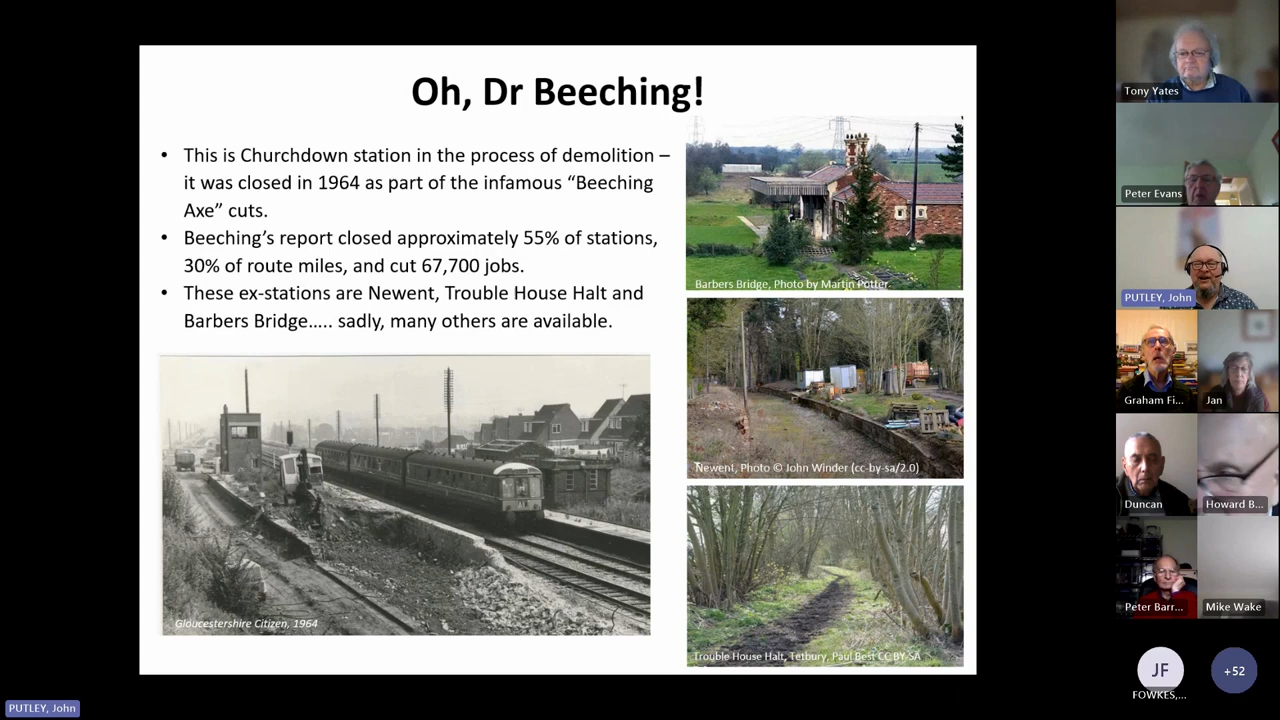 Oh, Dr Beeching!
• This is Churchdown station in the process of demolition –
it was closed in 1964 as part of the infamous “Beeching
Axe” cuts.
• Beeching’s report closed approximately 55% of stations,
30% of route miles, and cut 67,700 jobs.
• These ex-stations are Newent, Trouble House Halt and
Barbers Bridge….. sadly, many others are available.
Gloucestershire Citizen, 1964
Barbers Bridge, Photo by Martin Potter.
Newent, Photo © John Winder (cc-by-sa/2.0)
Trouble House Halt, Tetbury, Paul Best CC BY-SA
Tony Yates
Peter Evans
PUTLEY, John
Graham Fi...
Jan
Duncan
Howard B...
Peter Barr...
Mike Wake
JF
FOWKES,...
+52
PUTLEY, John